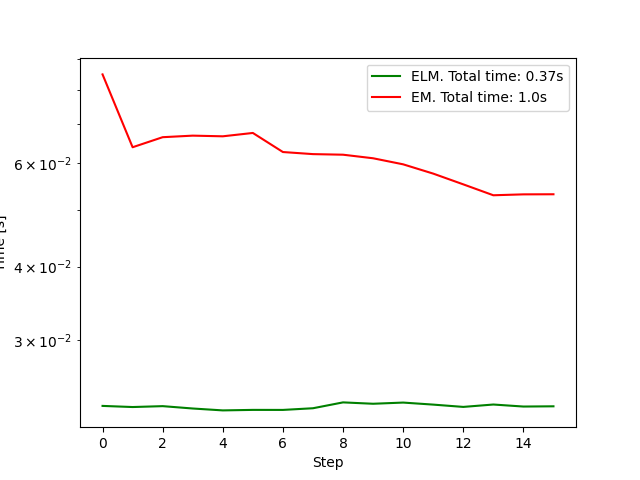 ELM. Total time: 0.37s
EM. Total time: 1.0s
6 × 10⁻²
4 × 10⁻²
3 × 10⁻²
Time [s]
0 2 4 6 8 10 12 14
Step